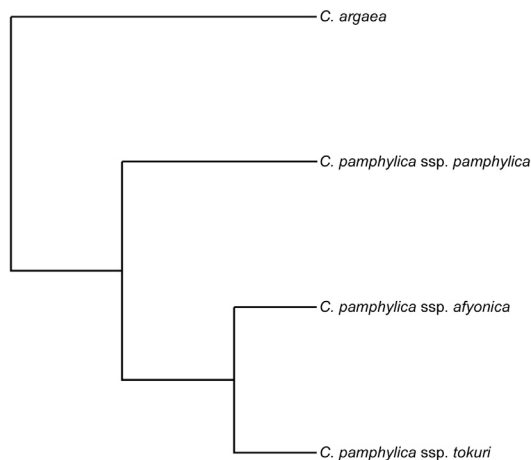 C. argaea
C. pamphylica ssp. pamphylica
C. pamphylica ssp. afyonica
C. pamphylica ssp. tokuri